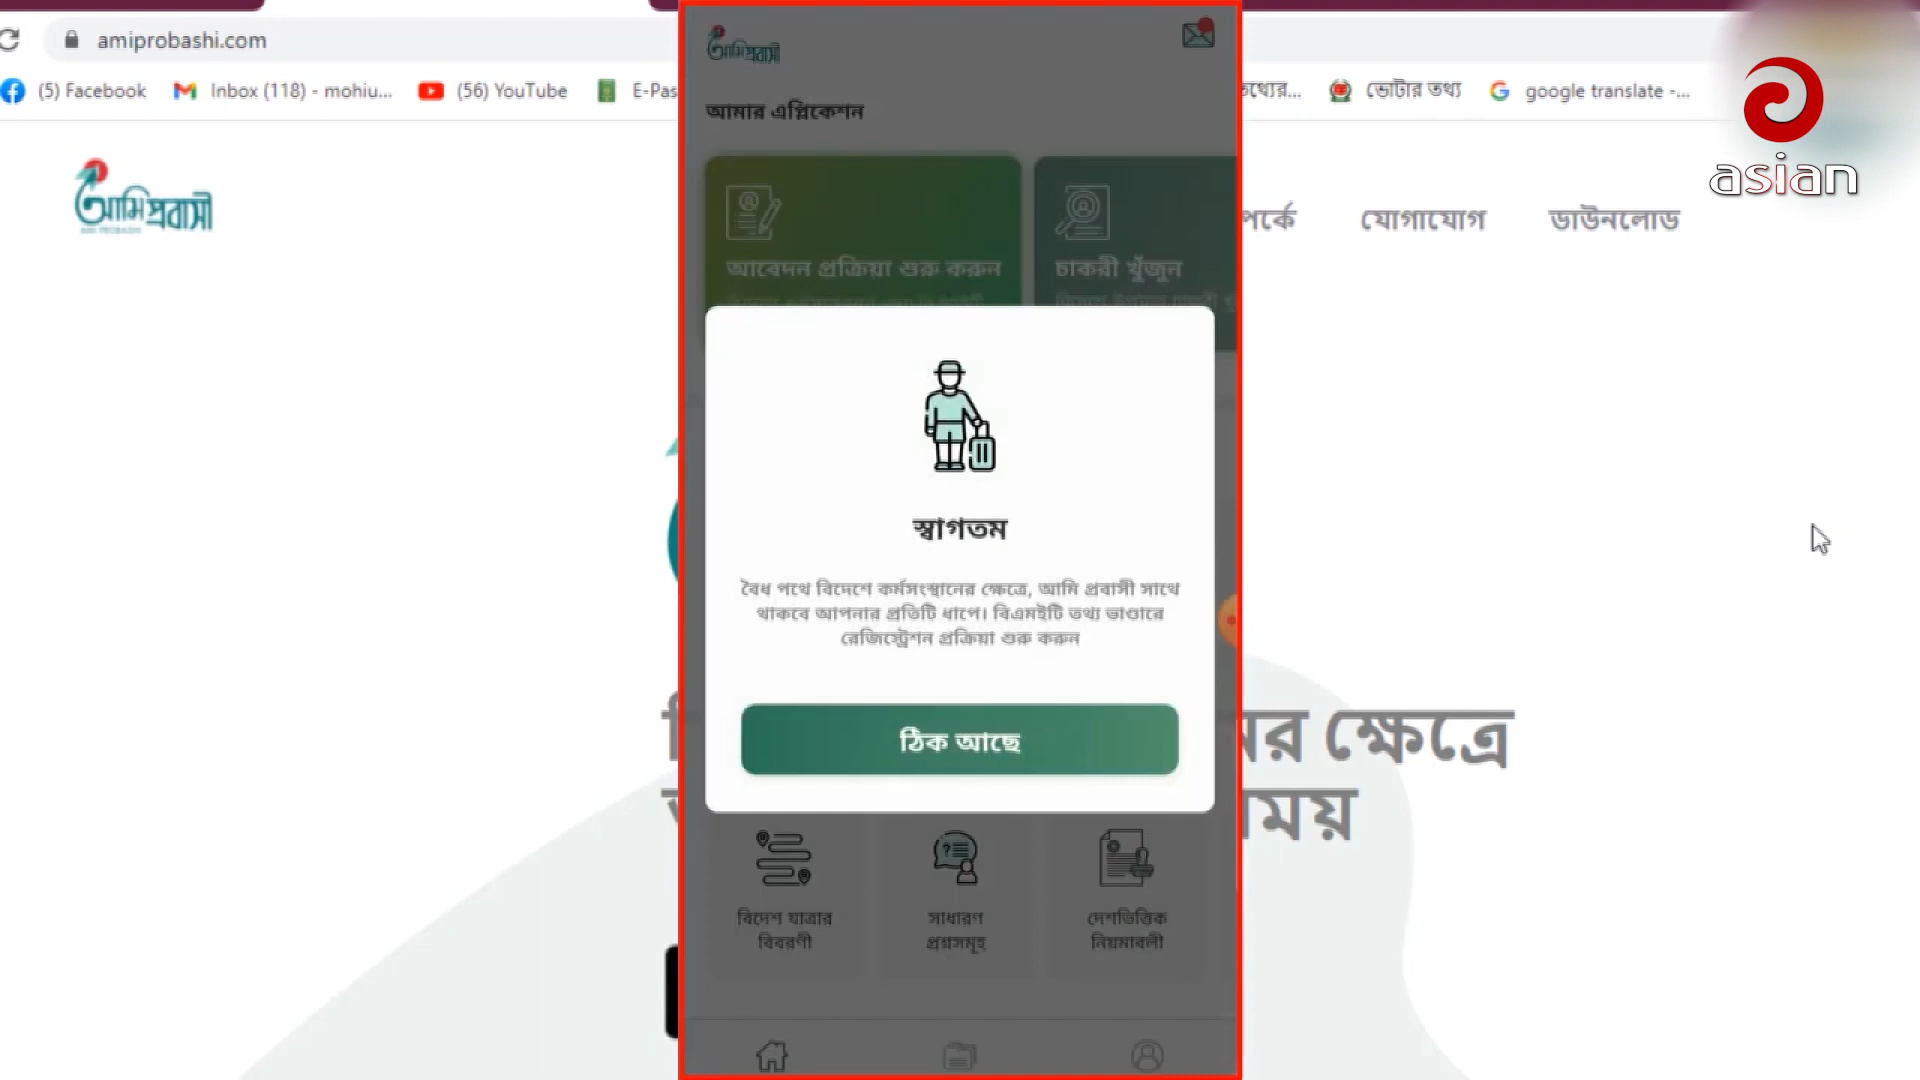 amiprobashi.com
(5) Facebook
Inbox (118) - mohiu...
(56) YouTube
E-Pas
ভোটার তথ্য
google translate -...
asian
আমি প্রবাসী
আমি প্রবাসী
যোগাযোগ
ডাউনলোড
আমার এপ্লিকেশন
আবেদন প্রক্রিয়া শুরু করুন
চাকরী খুঁজুন
স্বাগতম
বৈধ পথে বিদেশে কর্মসংস্থানের ক্ষেত্রে, আমি প্রবাসী সাথে
থাকবে আপনার প্রতিটি ধাপে। বিএমইটি তথ্য ভাণ্ডারে
রেজিস্ট্রেশন প্রক্রিয়া শুরু করুন
ঠিক আছে
ক্ষেত্রে
বিদেশ যাত্রার
বিবরণী
সাধারণ
প্রশ্নসমূহ
দেশভিত্তিক
নিয়মাবলী